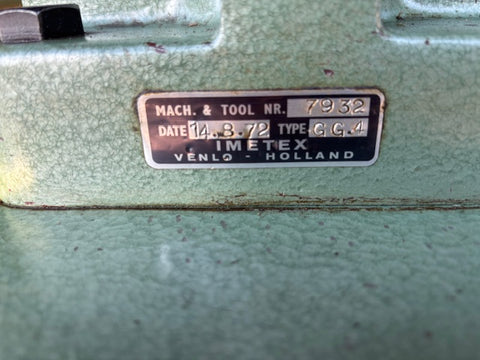 MACH. & TOOL NR. 7932
DATE 14.8.72 TYPE GG.4
IMETEX
VENLO - HOLLAND